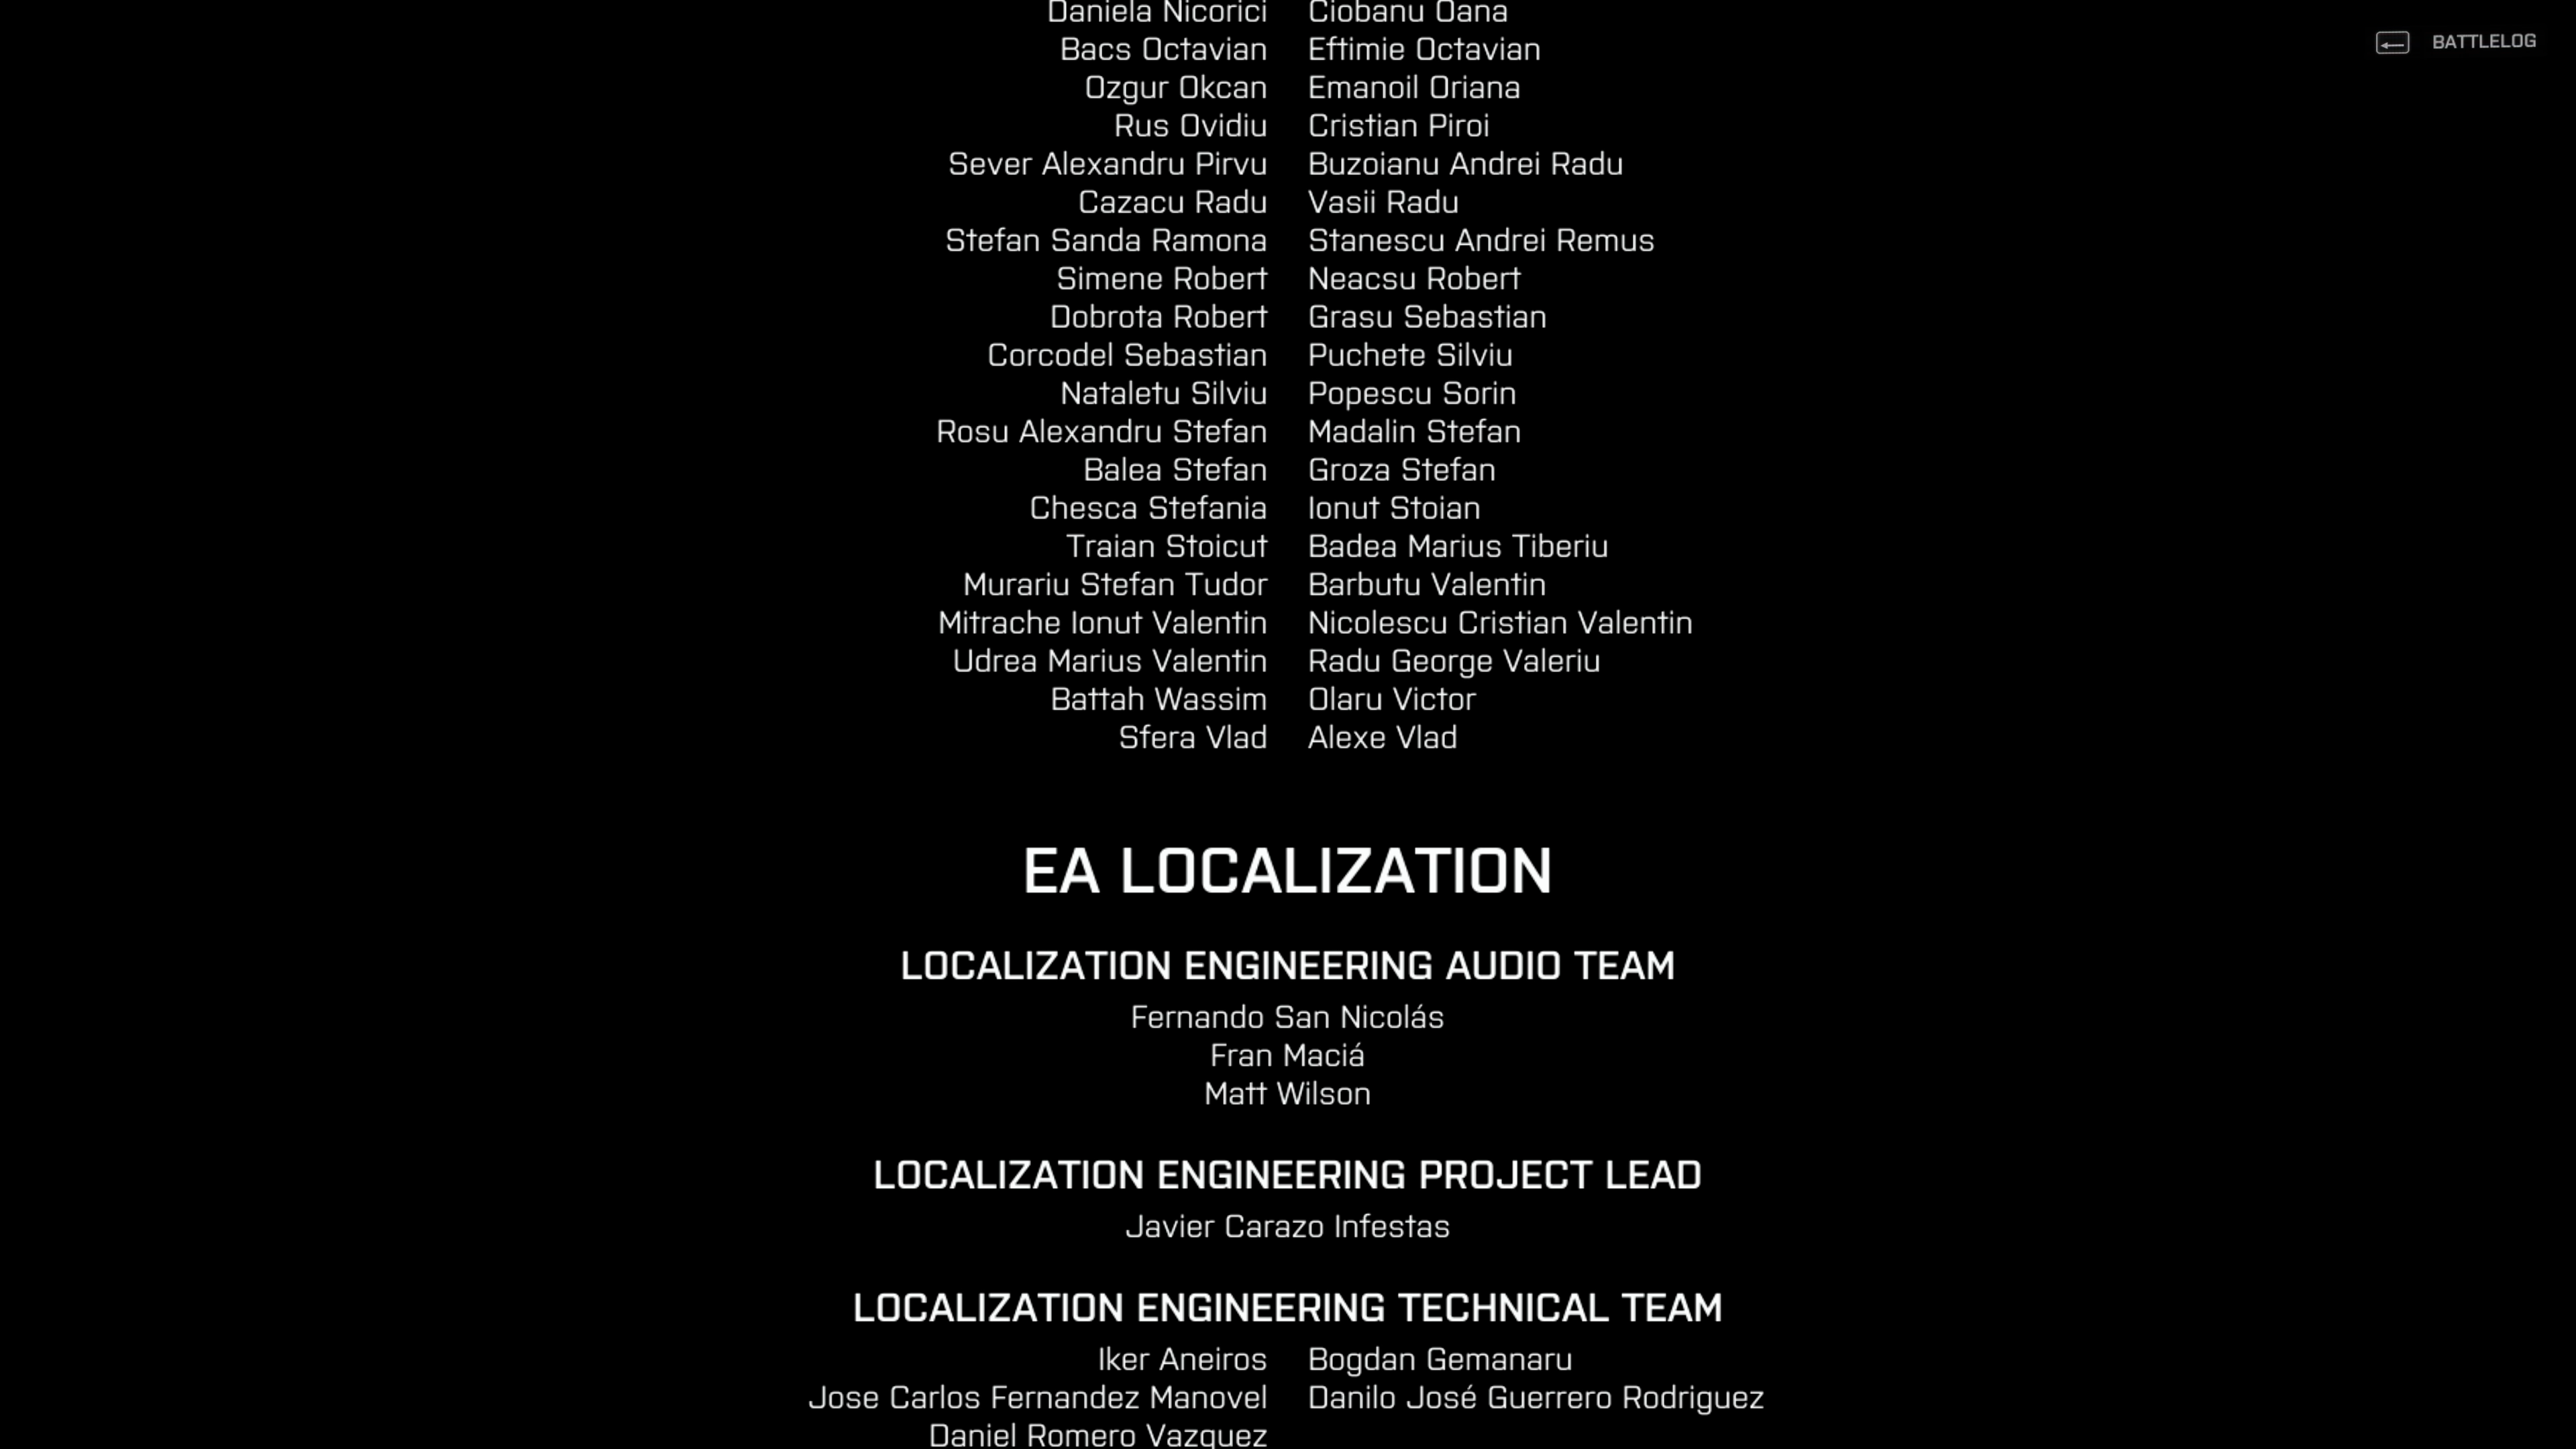 Daniela Nicorici Ciobanu Oana
BATTLELOG
Bacs Octavian Eftimie Octavian
Ozgur Okcan Emanoil Oriana
Rus Ovidiu Cristian Piroi
Sever Alexandru Pirvu Buzoianu Andrei Radu
Cazacu Radu Vasii Radu
Stefan Sanda Ramona Stanescu Andrei Remus
Simene Robert Neacsu Robert
Dobrota Robert Grasu Sebastian
Corcodel Sebastian Puchete Silviu
Nataletu Silviu Popescu Sorin
Rosu Alexandru Stefan Madalin Stefan
Balea Stefan Groza Stefan
Chesca Stefania Ionut Stoian
Traian Stoicut Badea Marius Tiberiu
Murariu Stefan Tudor Barbutu Valentin
Mitrache Ionut Valentin Nicolescu Cristian Valentin
Udrea Marius Valentin Radu George Valeriu
Battah Wassim Olaru Victor
Sfera Vlad Alexe Vlad
EA LOCALIZATION
LOCALIZATION ENGINEERING AUDIO TEAM
Fernando San Nicolás
Fran Maciá
Matt Wilson
LOCALIZATION ENGINEERING PROJECT LEAD
Javier Carazo Infestas
LOCALIZATION ENGINEERING TECHNICAL TEAM
Iker Aneiros Bogdan Gemanaru
Jose Carlos Fernandez Manovel Danilo José Guerrero Rodriguez
Daniel Romero Vazquez